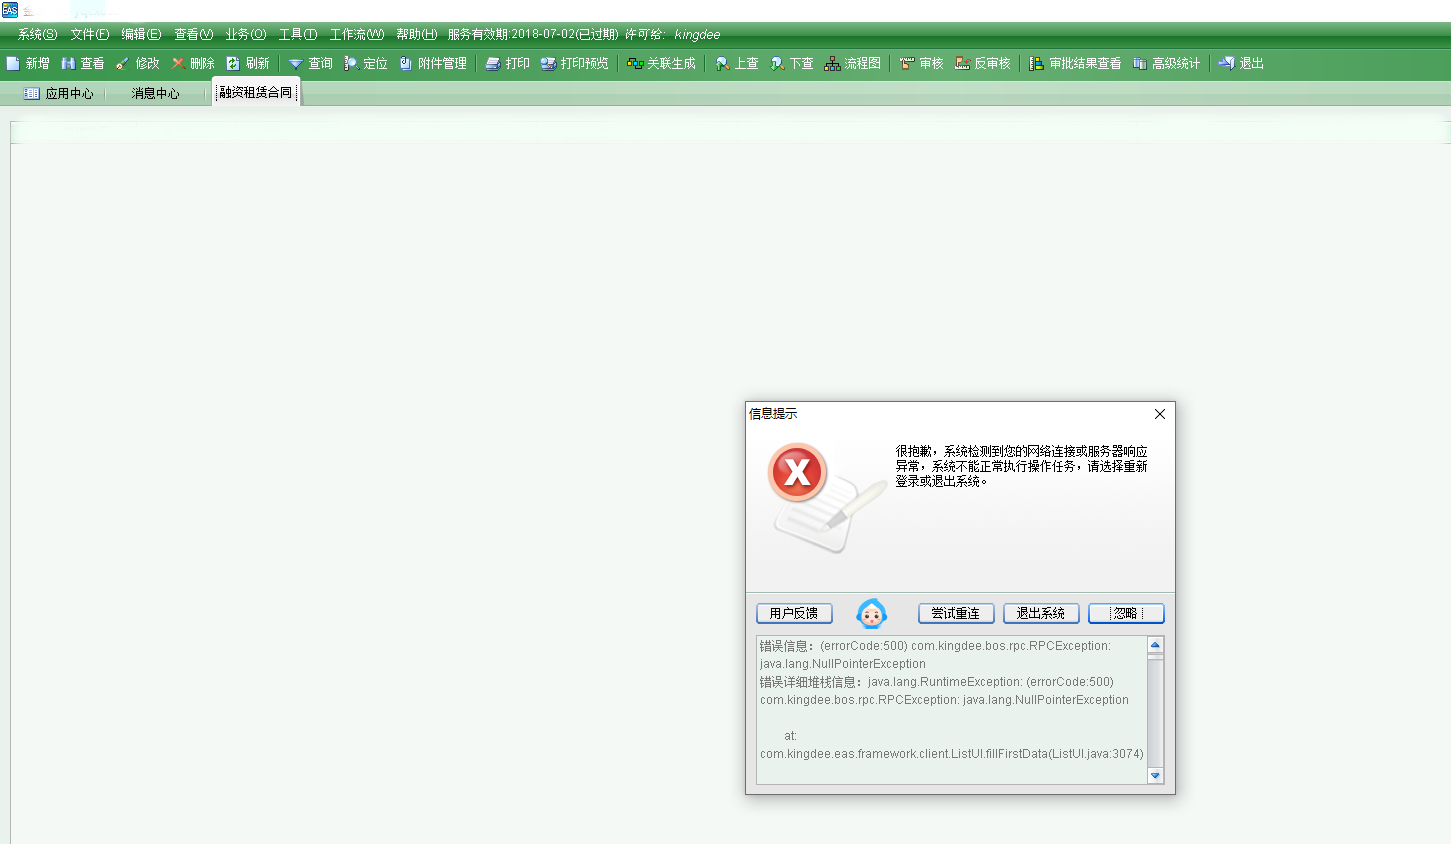 EAS
系统(S) 文件(F) 编辑(E) 查看(V) 业务(O) 工具(T) 工作流(W) 帮助(H) 服务有效期:2018-07-02(已过期) 许可给: kingdee
新增 查看 修改 删除 刷新 查询 定位 附件管理 打印 打印预览 关联生成 上查 下查 流程图 审核 反审核 审批结果查看 高级统计 退出
应用中心 消息中心 融资租赁合同
信息提示
很抱歉，系统检测到您的网络连接或服务器响应
异常，系统不能正常执行操作任务，请选择重新
登录或退出系统。
用户反馈 尝试重连 退出系统 忽略
错误信息：(errorCode:500) com.kingdee.bos.rpc.RPCException:
java.lang.NullPointerException
错误详细堆栈信息：java.lang.RuntimeException: (errorCode:500)
com.kingdee.bos.rpc.RPCException: java.lang.NullPointerException
at:
com.kingdee.eas.framework.client.ListUI.fillFirstData(ListUI.java:3074)